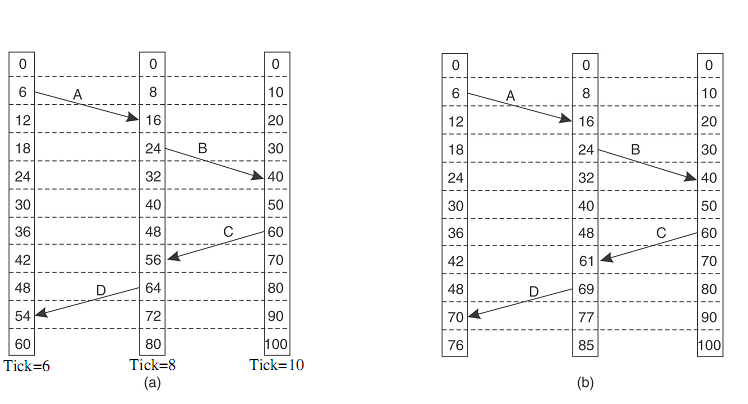 0 0 0 0 0 0
6 A 8 10 6 A 8 10
12 16 20 12 16 20
18 24 B 30 18 24 B 30
24 32 40 24 32 40
30 40 50 30 40 50
36 48 C 60 36 48 C 60
42 56 70 42 61 70
48 D 64 80 48 D 69 80
54 72 90 70 77 90
60 80 100 76 85 100
Tick=6 Tick=8 Tick=10
(a) (b)